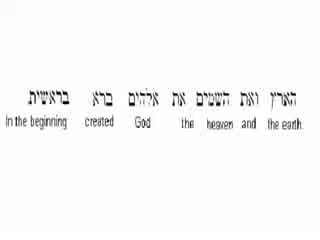 בראשית ברא אלהים את השמים ואת הארץ
In the beginning created God the heaven and the earth.